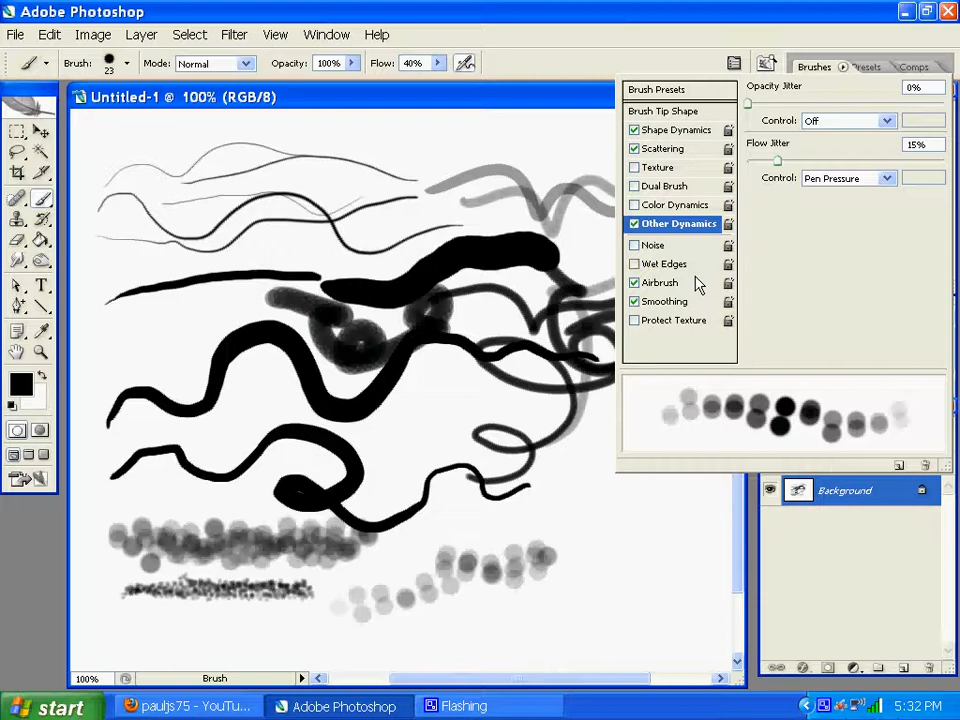 Adobe Photoshop
File Edit Image Layer Select Filter View Window Help
Brush: 23 Mode: Normal Opacity: 100% Flow: 40%
Brushes Presets Comps
Untitled-1 @ 100% (RGB/8)
Brush Presets
Brush Tip Shape
Shape Dynamics
Scattering
Texture
Dual Brush
Color Dynamics
Other Dynamics
Noise
Wet Edges
Airbrush
Smoothing
Protect Texture
Opacity Jitter 0%
Control: Off
Flow Jitter 15%
Control: Pen Pressure
Background
T
100% Brush
start pauljs75 - YouTu... Adobe Photoshop Flashing 5:32 PM